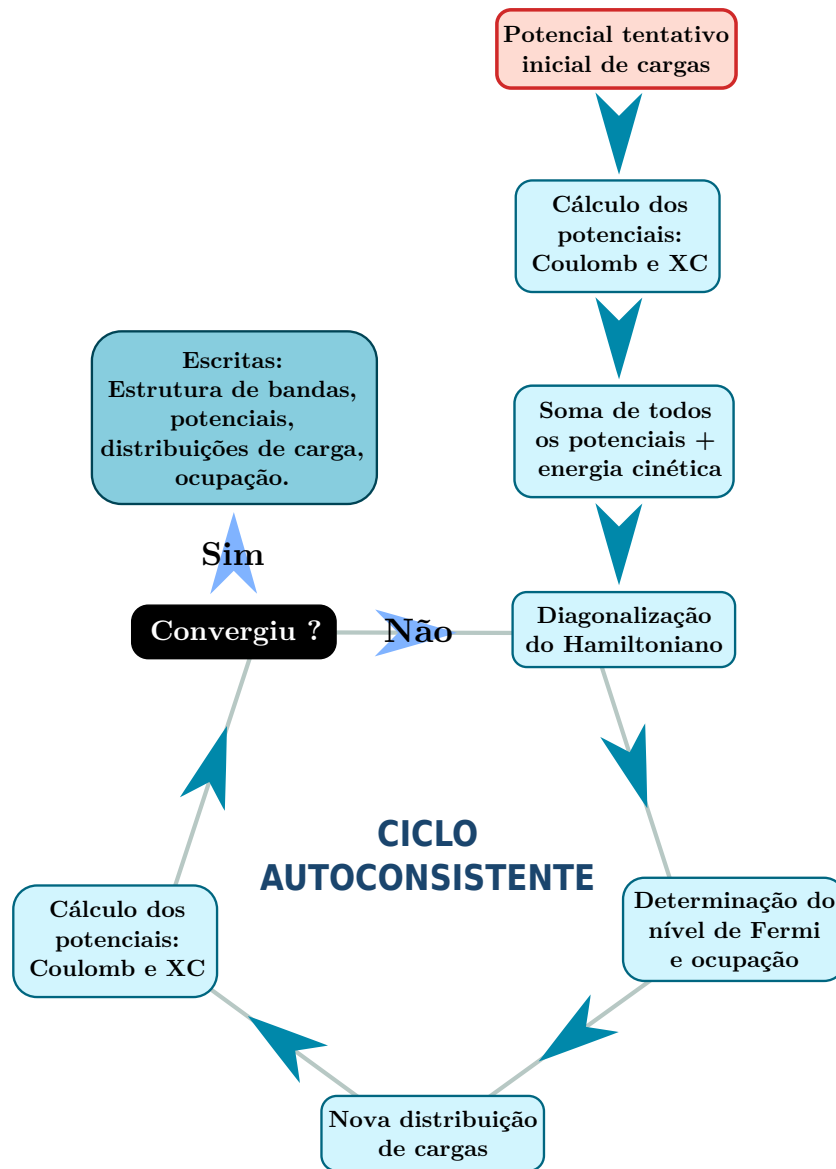 Potencial tentativo
inicial de cargas
Cálculo dos
potenciais:
Coulomb e XC
Soma de todos
os potenciais +
energia cinética
Escritas:
Estrutura de bandas,
potenciais,
distribuições de carga,
ocupação.
Sim
Convergiu ?
Não
Diagonalização
do Hamiltoniano
CICLO
AUTOCONSISTENTE
Determinação do
nível de Fermi
e ocupação
Nova distribuição
de cargas
Cálculo dos
potenciais:
Coulomb e XC